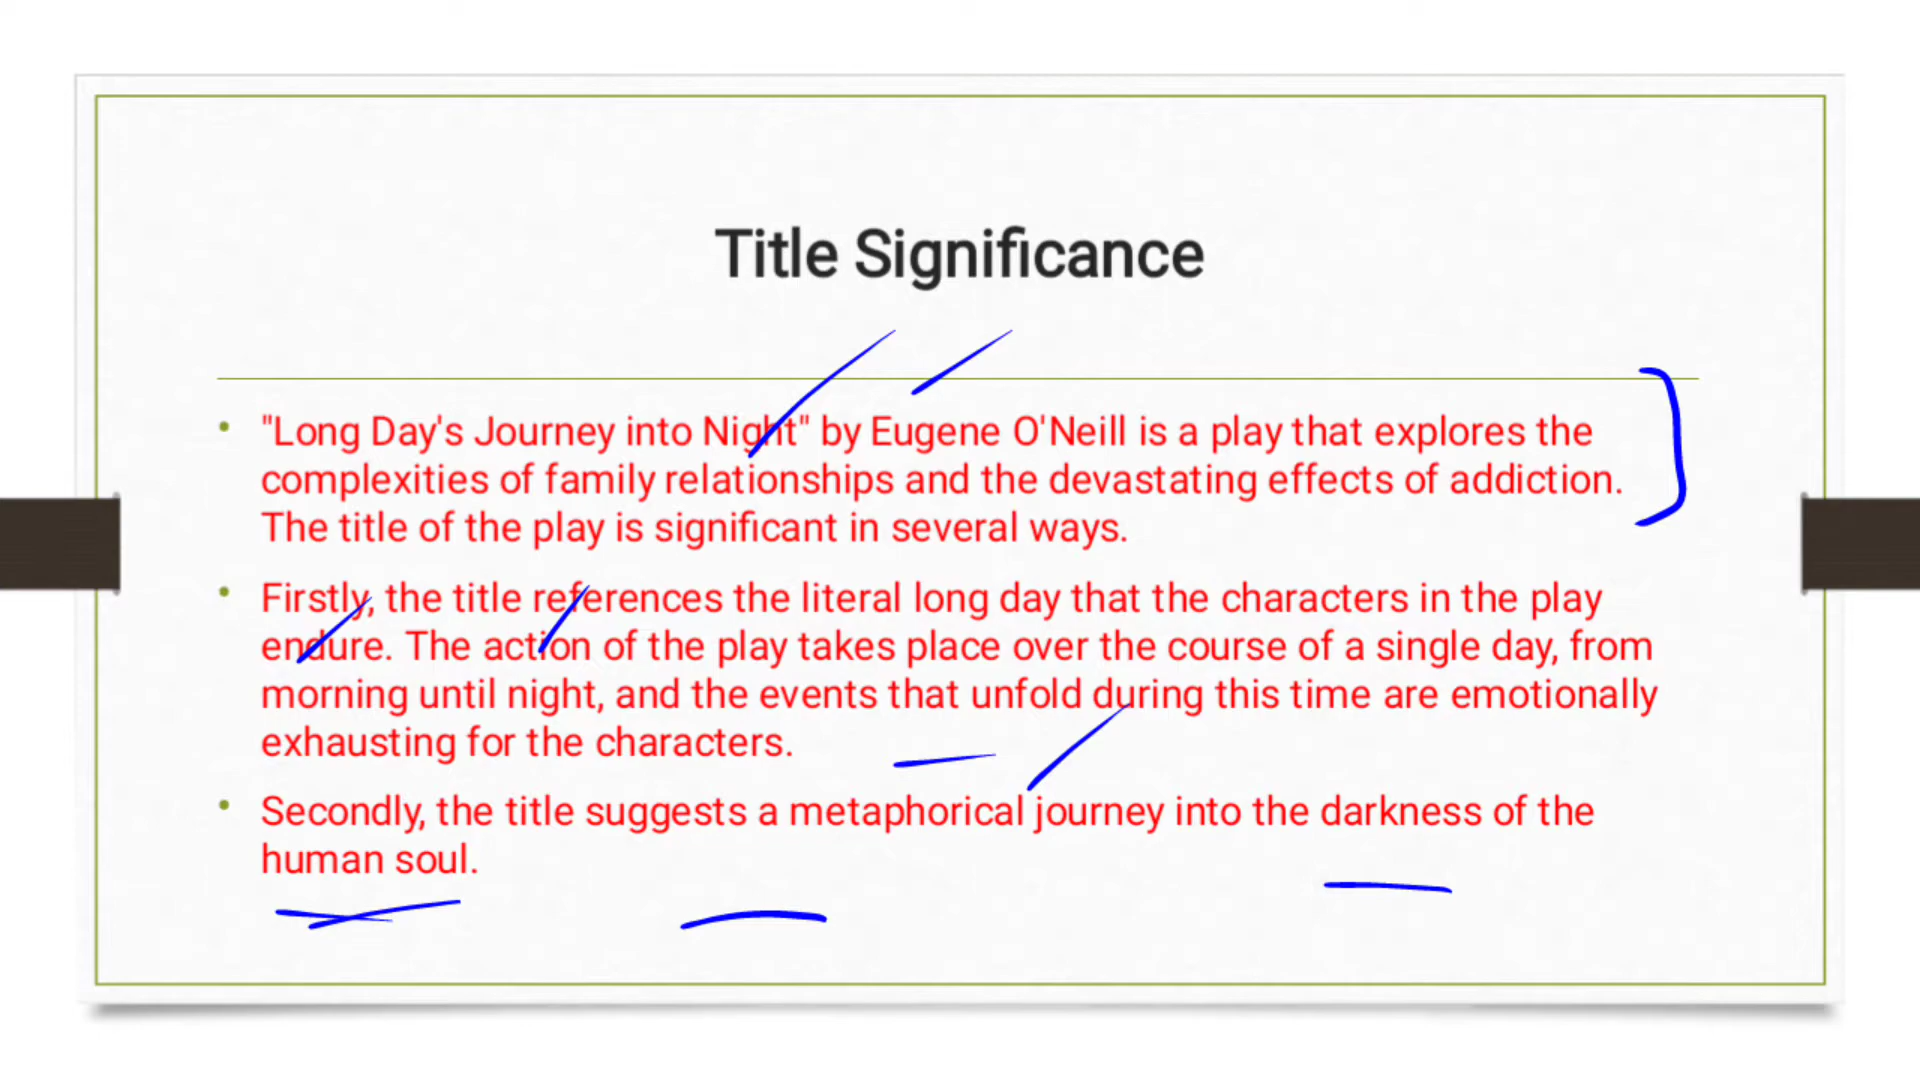 Title Significance
• "Long Day's Journey into Night" by Eugene O'Neill is a play that explores the
complexities of family relationships and the devastating effects of addiction.
The title of the play is significant in several ways.
• Firstly, the title references the literal long day that the characters in the play
endure. The action of the play takes place over the course of a single day, from
morning until night, and the events that unfold during this time are emotionally
exhausting for the characters.
• Secondly, the title suggests a metaphorical journey into the darkness of the
human soul.